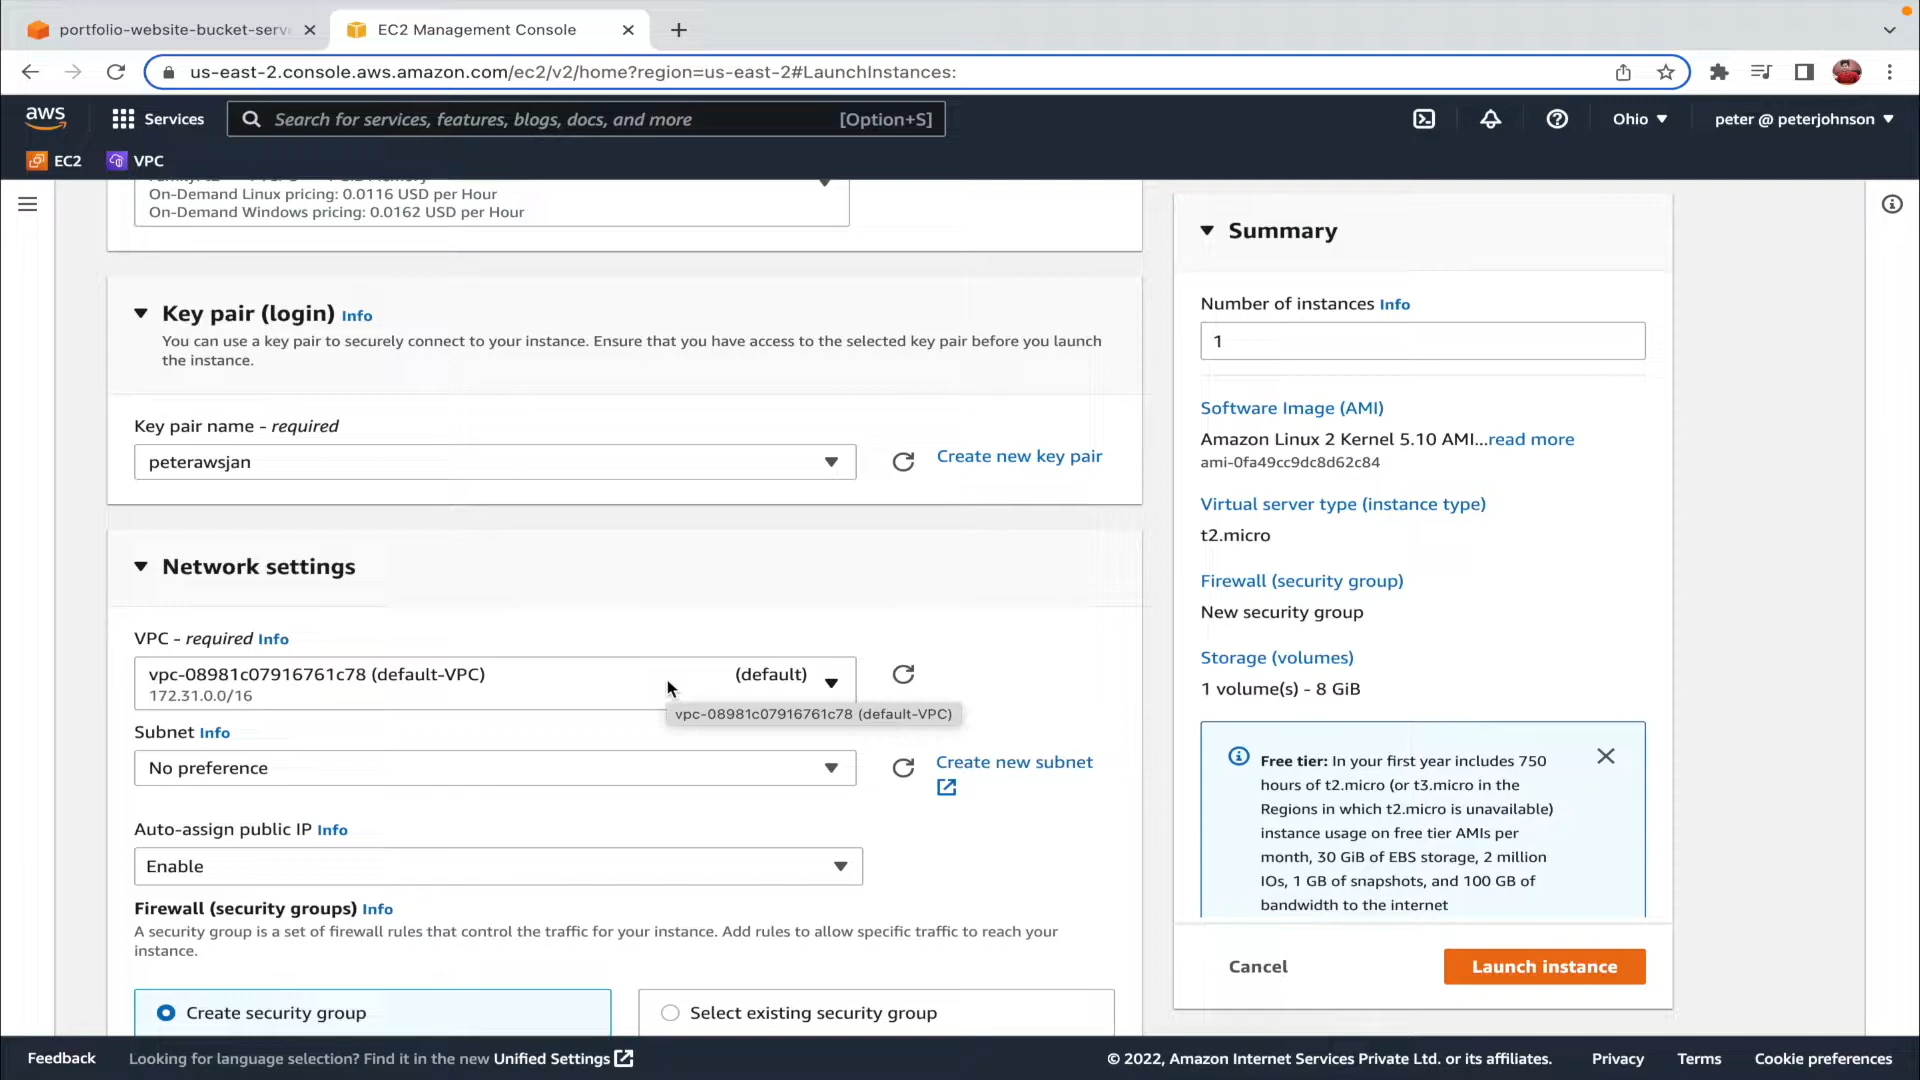 portfolio-website-bucket-serv
EC2 Management Console
us-east-2.console.aws.amazon.com/ec2/v2/home?region=us-east-2#LaunchInstances:
aws
Services
Search for services, features, blogs, docs, and more
[Option+S]
Ohio
peter @ peterjohnson
EC2
VPC
On-Demand Linux pricing: 0.0116 USD per Hour
On-Demand Windows pricing: 0.0162 USD per Hour
Key pair (login) Info
You can use a key pair to securely connect to your instance. Ensure that you have access to the selected key pair before you launch
the instance.
Key pair name - required
peterawsjan
Create new key pair
Network settings
VPC - required Info
vpc-08981c07916761c78 (default-VPC)
(default)
172.31.0.0/16
vpc-08981c07916761c78 (default-VPC)
Subnet Info
No preference
Create new subnet
Auto-assign public IP Info
Enable
Firewall (security groups) Info
A security group is a set of firewall rules that control the traffic for your instance. Add rules to allow specific traffic to reach your
instance.
Create security group
Select existing security group
Summary
Number of instances Info
1
Software Image (AMI)
Amazon Linux 2 Kernel 5.10 AMI...read more
ami-0fa49cc9dc8d62c84
Virtual server type (instance type)
t2.micro
Firewall (security group)
New security group
Storage (volumes)
1 volume(s) - 8 GiB
Free tier: In your first year includes 750
hours of t2.micro (or t3.micro in the
Regions in which t2.micro is unavailable)
instance usage on free tier AMIs per
month, 30 GiB of EBS storage, 2 million
IOs, 1 GB of snapshots, and 100 GB of
bandwidth to the internet
Cancel
Launch instance
Feedback
Looking for language selection? Find it in the new Unified Settings
© 2022, Amazon Internet Services Private Ltd. or its affiliates.
Privacy
Terms
Cookie preferences